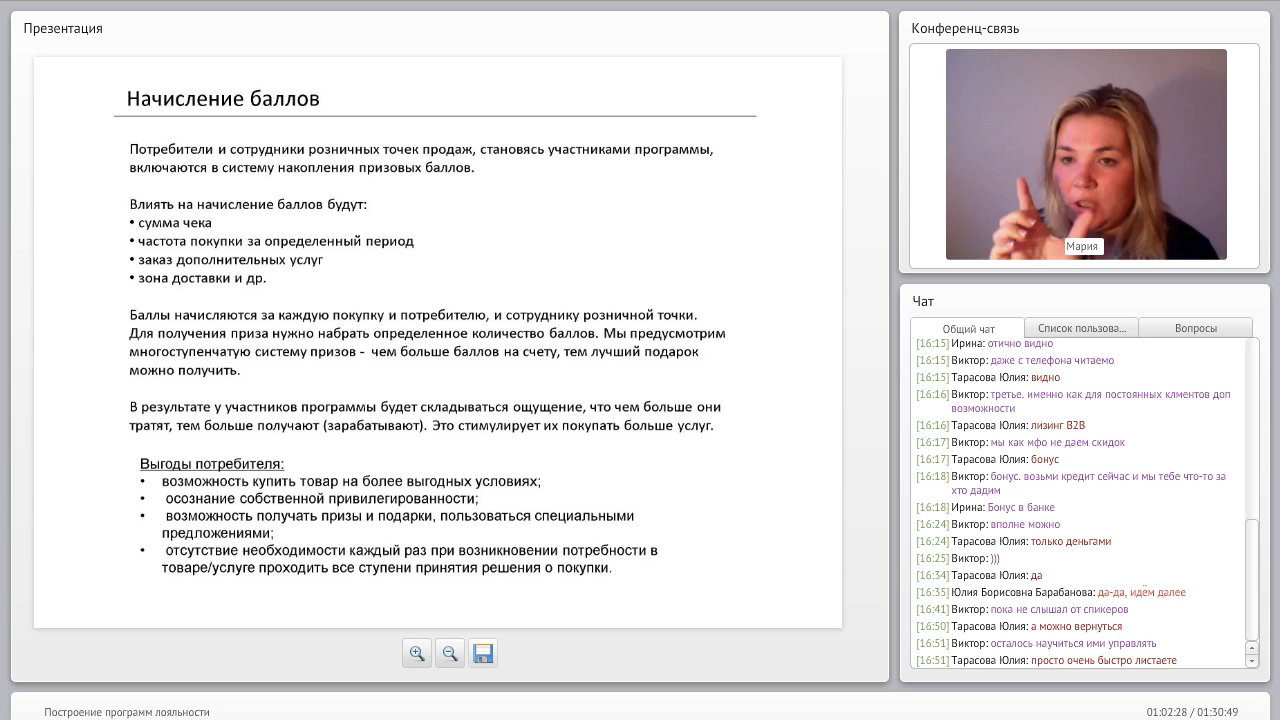 Презентация
Начисление баллов
Потребители и сотрудники розничных точек продаж, становясь участниками программы,
включаются в систему накопления призовых баллов.
Влиять на начисление баллов будут:
• сумма чека
• частота покупки за определенный период
• заказ дополнительных услуг
• зона доставки и др.
Баллы начисляются за каждую покупку и потребителю, и сотруднику розничной точки.
Для получения приза нужно набрать определенное количество баллов. Мы предусмотрим
многоступенчатую систему призов - чем больше баллов на счету, тем лучший подарок
можно получить.
В результате у участников программы будет складываться ощущение, что чем больше они
тратят, тем больше получают (зарабатывают). Это стимулирует их покупать больше услуг.
Выгоды потребителя:
• возможность купить товар на более выгодных условиях;
• осознание собственной привилегированности;
• возможность получать призы и подарки, пользоваться специальными
предложениями;
• отсутствие необходимости каждый раз при возникновении потребности в
товаре/услуге проходить все ступени принятия решения о покупки.
Конференц-связь
Мария
Чат
Общий чат
Список пользова...
Вопросы
[16:15] Ирина: отично видно
[16:15] Виктор: даже с телефона читаемо
[16:15] Тарасова Юлия: видно
[16:16] Виктор: третье. именно как для постоянных клментов доп
возможности
[16:16] Тарасова Юлия: лизинг B2B
[16:17] Виктор: мы как мфо не даем скидок
[16:17] Тарасова Юлия: бонус
[16:18] Виктор: бонус. возьми кредит сейчас и мы тебе что-то за
хто дадим
[16:18] Ирина: Бонус в банке
[16:24] Виктор: вполне можно
[16:24] Тарасова Юлия: только деньгами
[16:25] Виктор: )))
[16:34] Тарасова Юлия: да
[16:35] Юлия Борисовна Барабанова: да-да, идём далее
[16:41] Виктор: пока не слышал от спикеров
[16:50] Тарасова Юлия: а можно вернуться
[16:51] Виктор: осталось научиться ими управлять
[16:51] Тарасова Юлия: просто очень быстро листаете
Построение программ лояльности
01:02:28 / 01:30:49